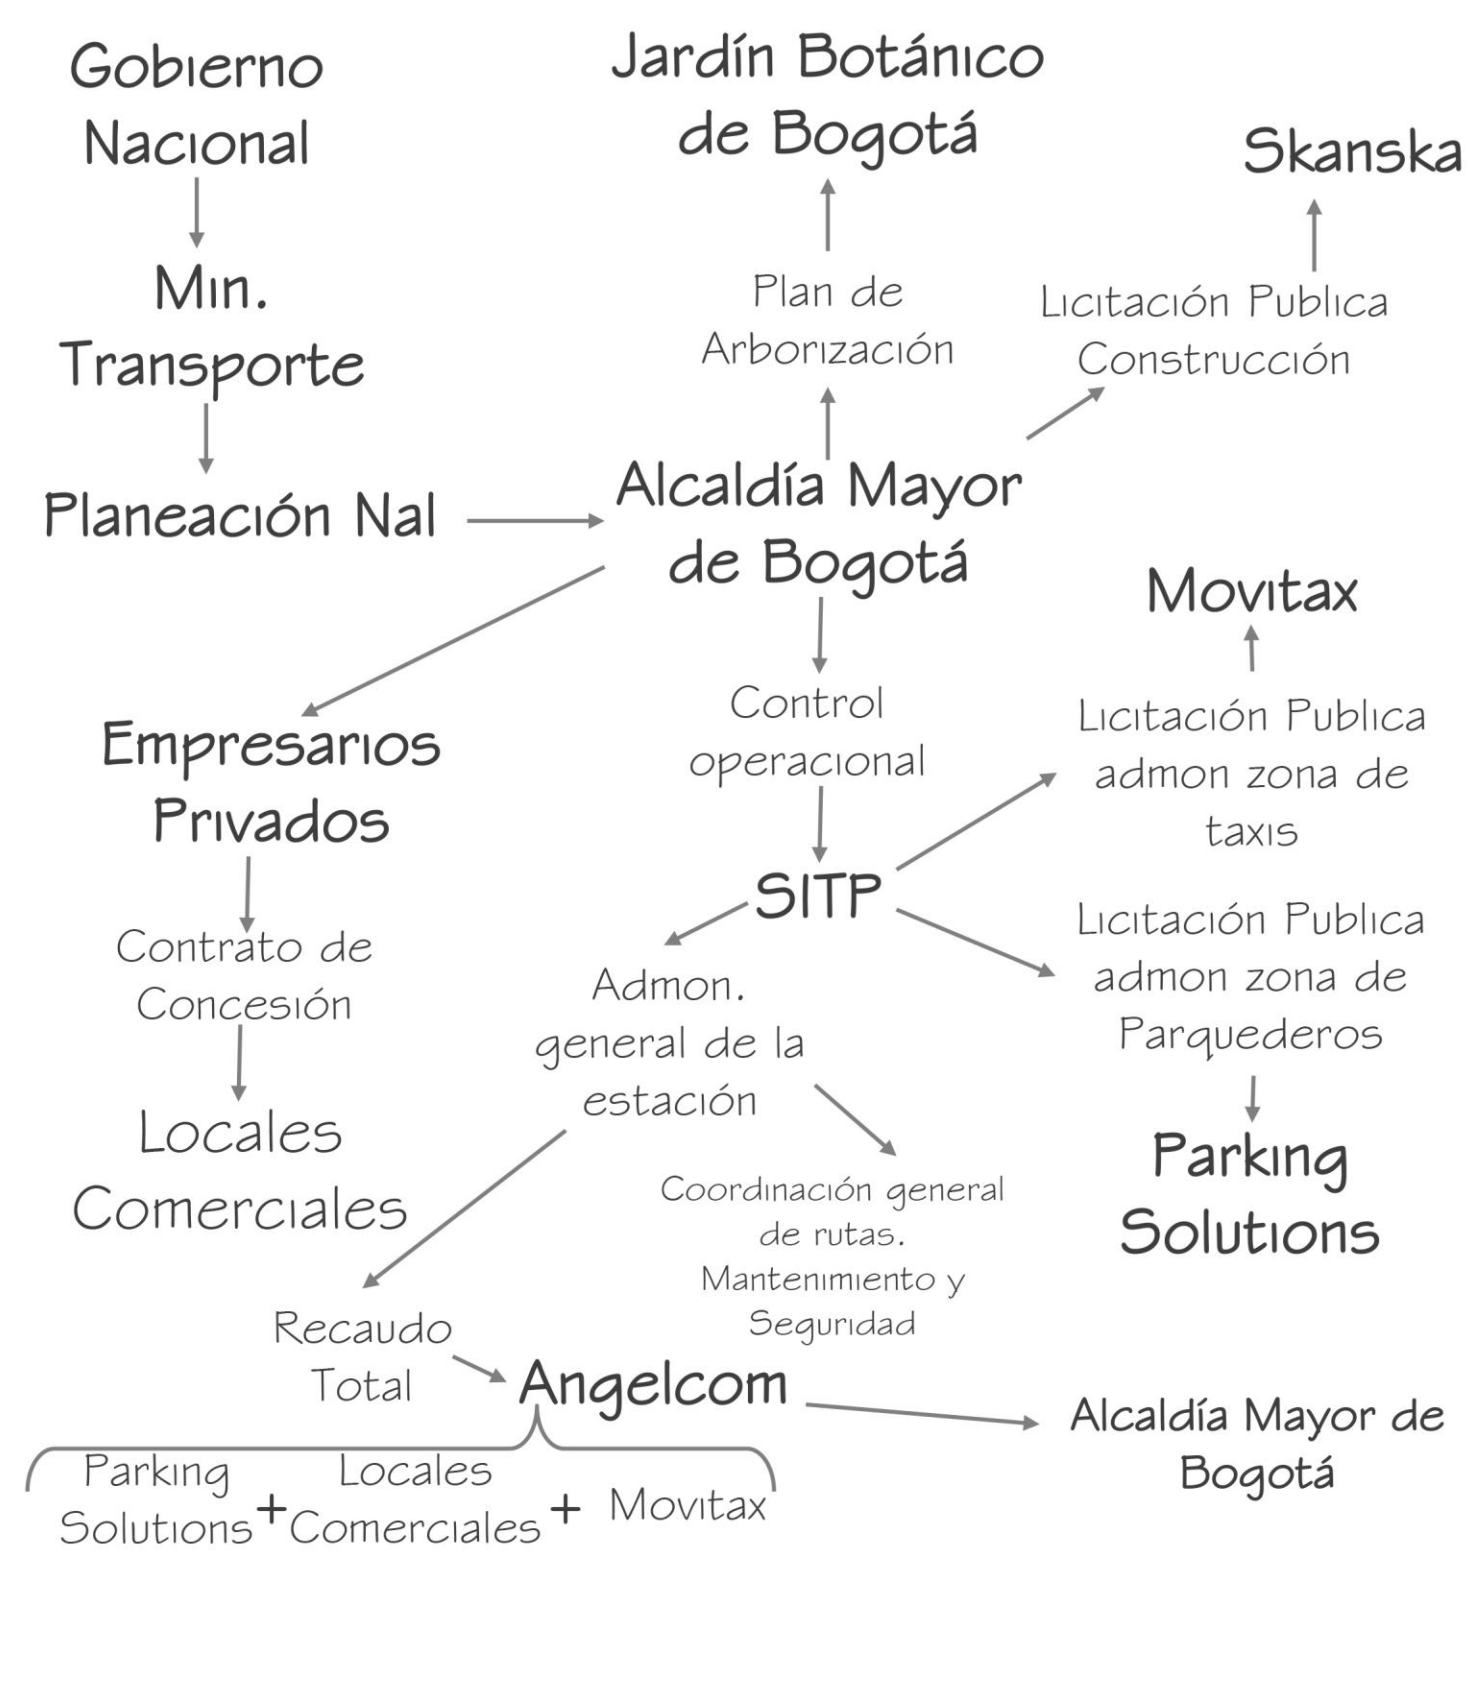 Gobierno
Nacional
Min.
Transporte
Planeación Nal
Jardín Botánico
de Bogotá
Plan de
Arborización
Skanska
Licitación Publica
Construcción
Alcaldía Mayor
de Bogotá
Empresarios
Privados
Contrato de
Concesión
Locales
Comerciales
Control
operacional
SITP
Movitax
Licitación Publica
admon zona de
taxis
Licitación Publica
admon zona de
Parquederos
Parking
Solutions
Admon.
general de la
estación
Coordinación general
de rutas.
Mantenimiento y
Seguridad
Recaudo
Total
Angelcom
Alcaldía Mayor de
Bogotá
Parking
Solutions
+
Locales
Comerciales
+
Movitax